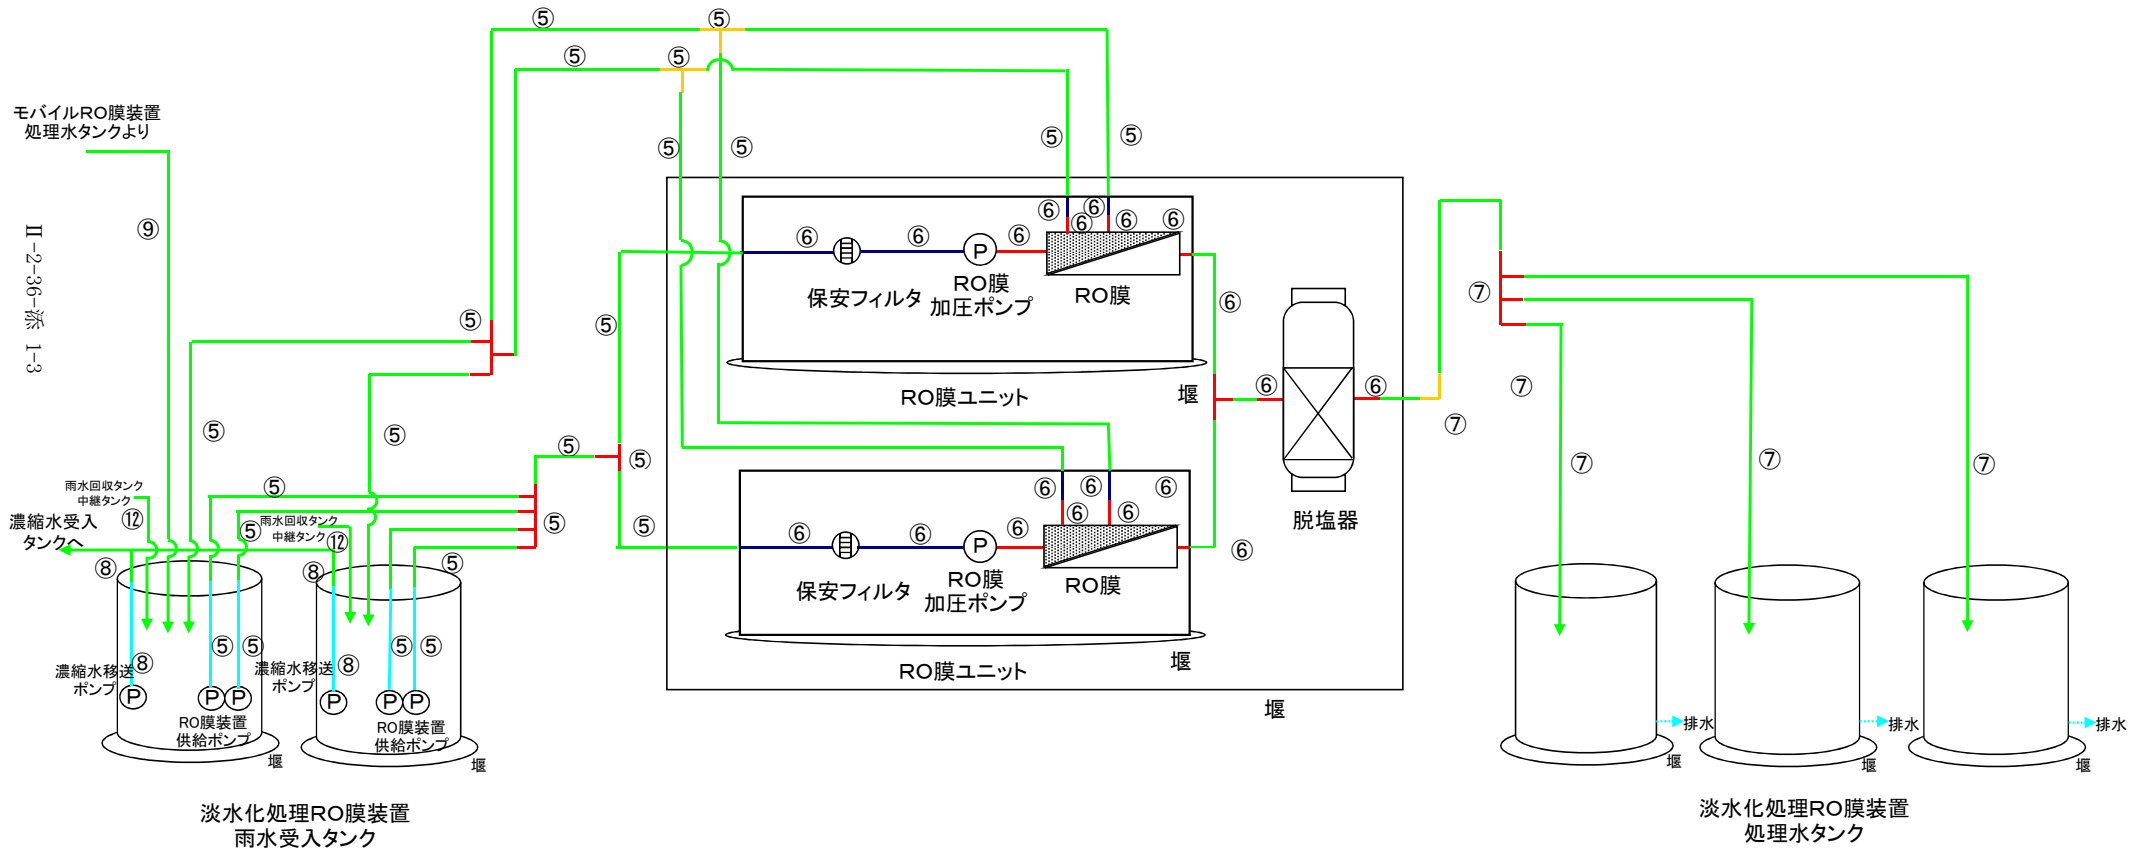 ⑤
⑤
⑤
⑤
モバイルRO膜装置
処理水タンクより
⑤
⑤
⑤
⑤
⑨
Ⅱ-2-36-添 1-3
⑥
⑥
⑥
⑥
⑥
⑥
⑥
⑥
P
保安フィルタ
RO膜
加圧ポンプ
RO膜
⑥
⑤
⑤
⑦
RO膜ユニット
堰
⑥
⑥
⑦
⑦
⑤
⑤
⑤
⑤
⑦
⑦
⑦
雨水回収タンク
中継タンク
⑫
濃縮水受入
タンクへ
⑤
⑤
雨水回収タンク
中継タンク
⑫
⑤
⑤
⑧
⑧
⑤
⑥
⑥
⑥
⑥
⑥
⑥
⑥
⑥
P
保安フィルタ
RO膜
加圧ポンプ
RO膜
⑥
脱塩器
RO膜ユニット
堰
堰
濃縮水移送
ポンプ
⑧
⑤
⑤
P
P
P
RO膜装置
供給ポンプ
堰
濃縮水移送
ポンプ
⑧
⑤
⑤
P
P
P
RO膜装置
供給ポンプ
堰
排水
堰
排水
堰
排水
堰
淡水化処理RO膜装置
雨水受入タンク
淡水化処理RO膜装置
処理水タンク